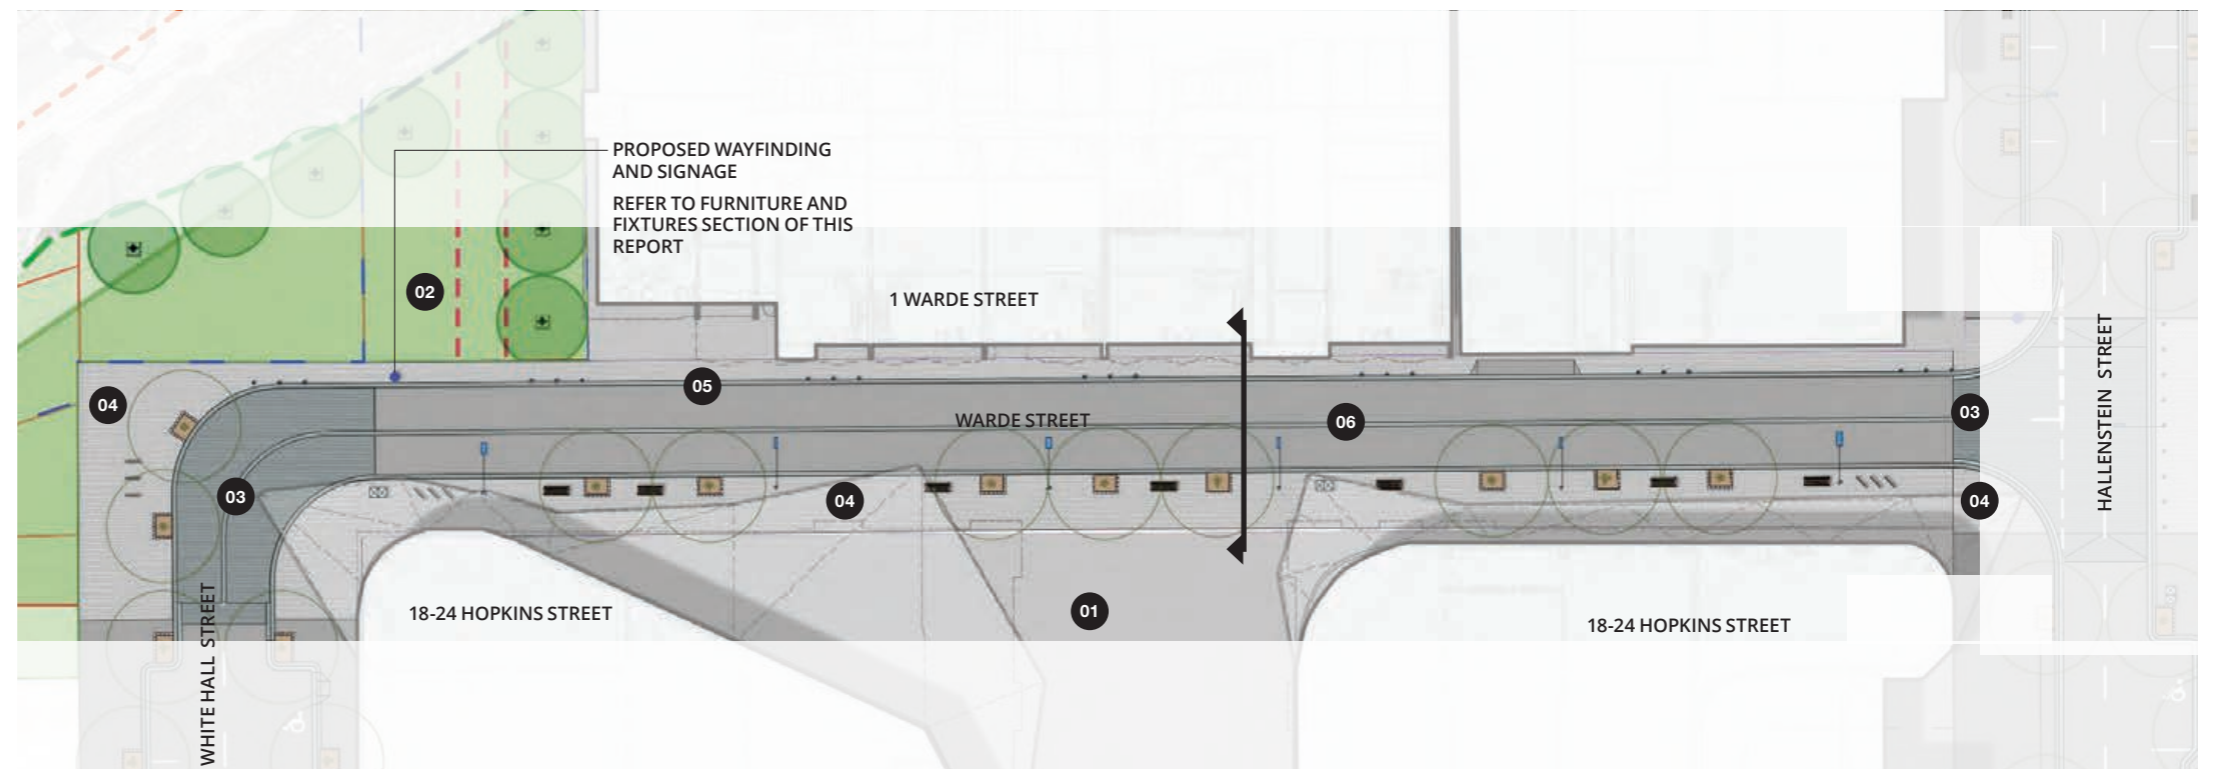 PROPOSED WAYFINDING
AND SIGNAGE
REFER TO FURNITURE AND
FIXTURES SECTION OF THIS
REPORT
02
1 WARDE STREET
04
05
WARDE STREET
06
03
HALLENSTEIN STREET
03
04
04
18-24 HOPKINS STREET
01
18-24 HOPKINS STREET
WHITEHALL STREET